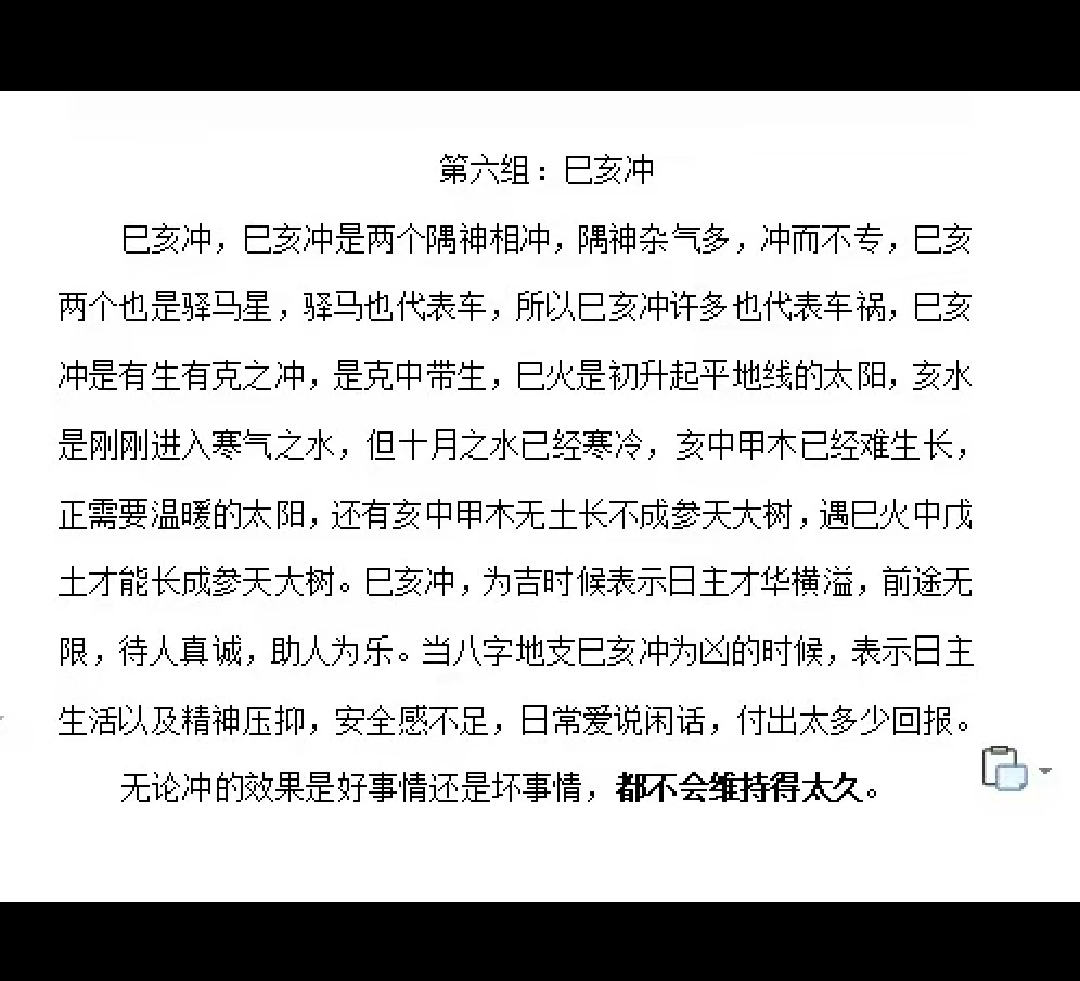 第六组：巳亥冲
巳亥冲，巳亥冲是两个隅神相冲，隅神杂气多，冲而不专，巳亥
两个也是驿马星，驿马也代表车，所以巳亥冲许多也代表车祸，巳亥
冲是有生有克之冲，是克中带生，巳火是初升起平地线的太阳，亥水
是刚刚进入寒气之水，但十月之水已经寒冷，亥中甲木已经难生长，
正需要温暖的太阳，还有亥中甲木无土长不成参天大树，遇巳火中戊
土才能长成参天大树。巳亥冲，为吉时候表示日主才华横溢，前途无
限，待人真诚，助人为乐。当八字地支巳亥冲为凶的时候，表示日主
生活以及精神压抑，安全感不足，日常爱说闲话，付出太多少回报。
无论冲的效果是好事情还是坏事情，都不会维持得太久。